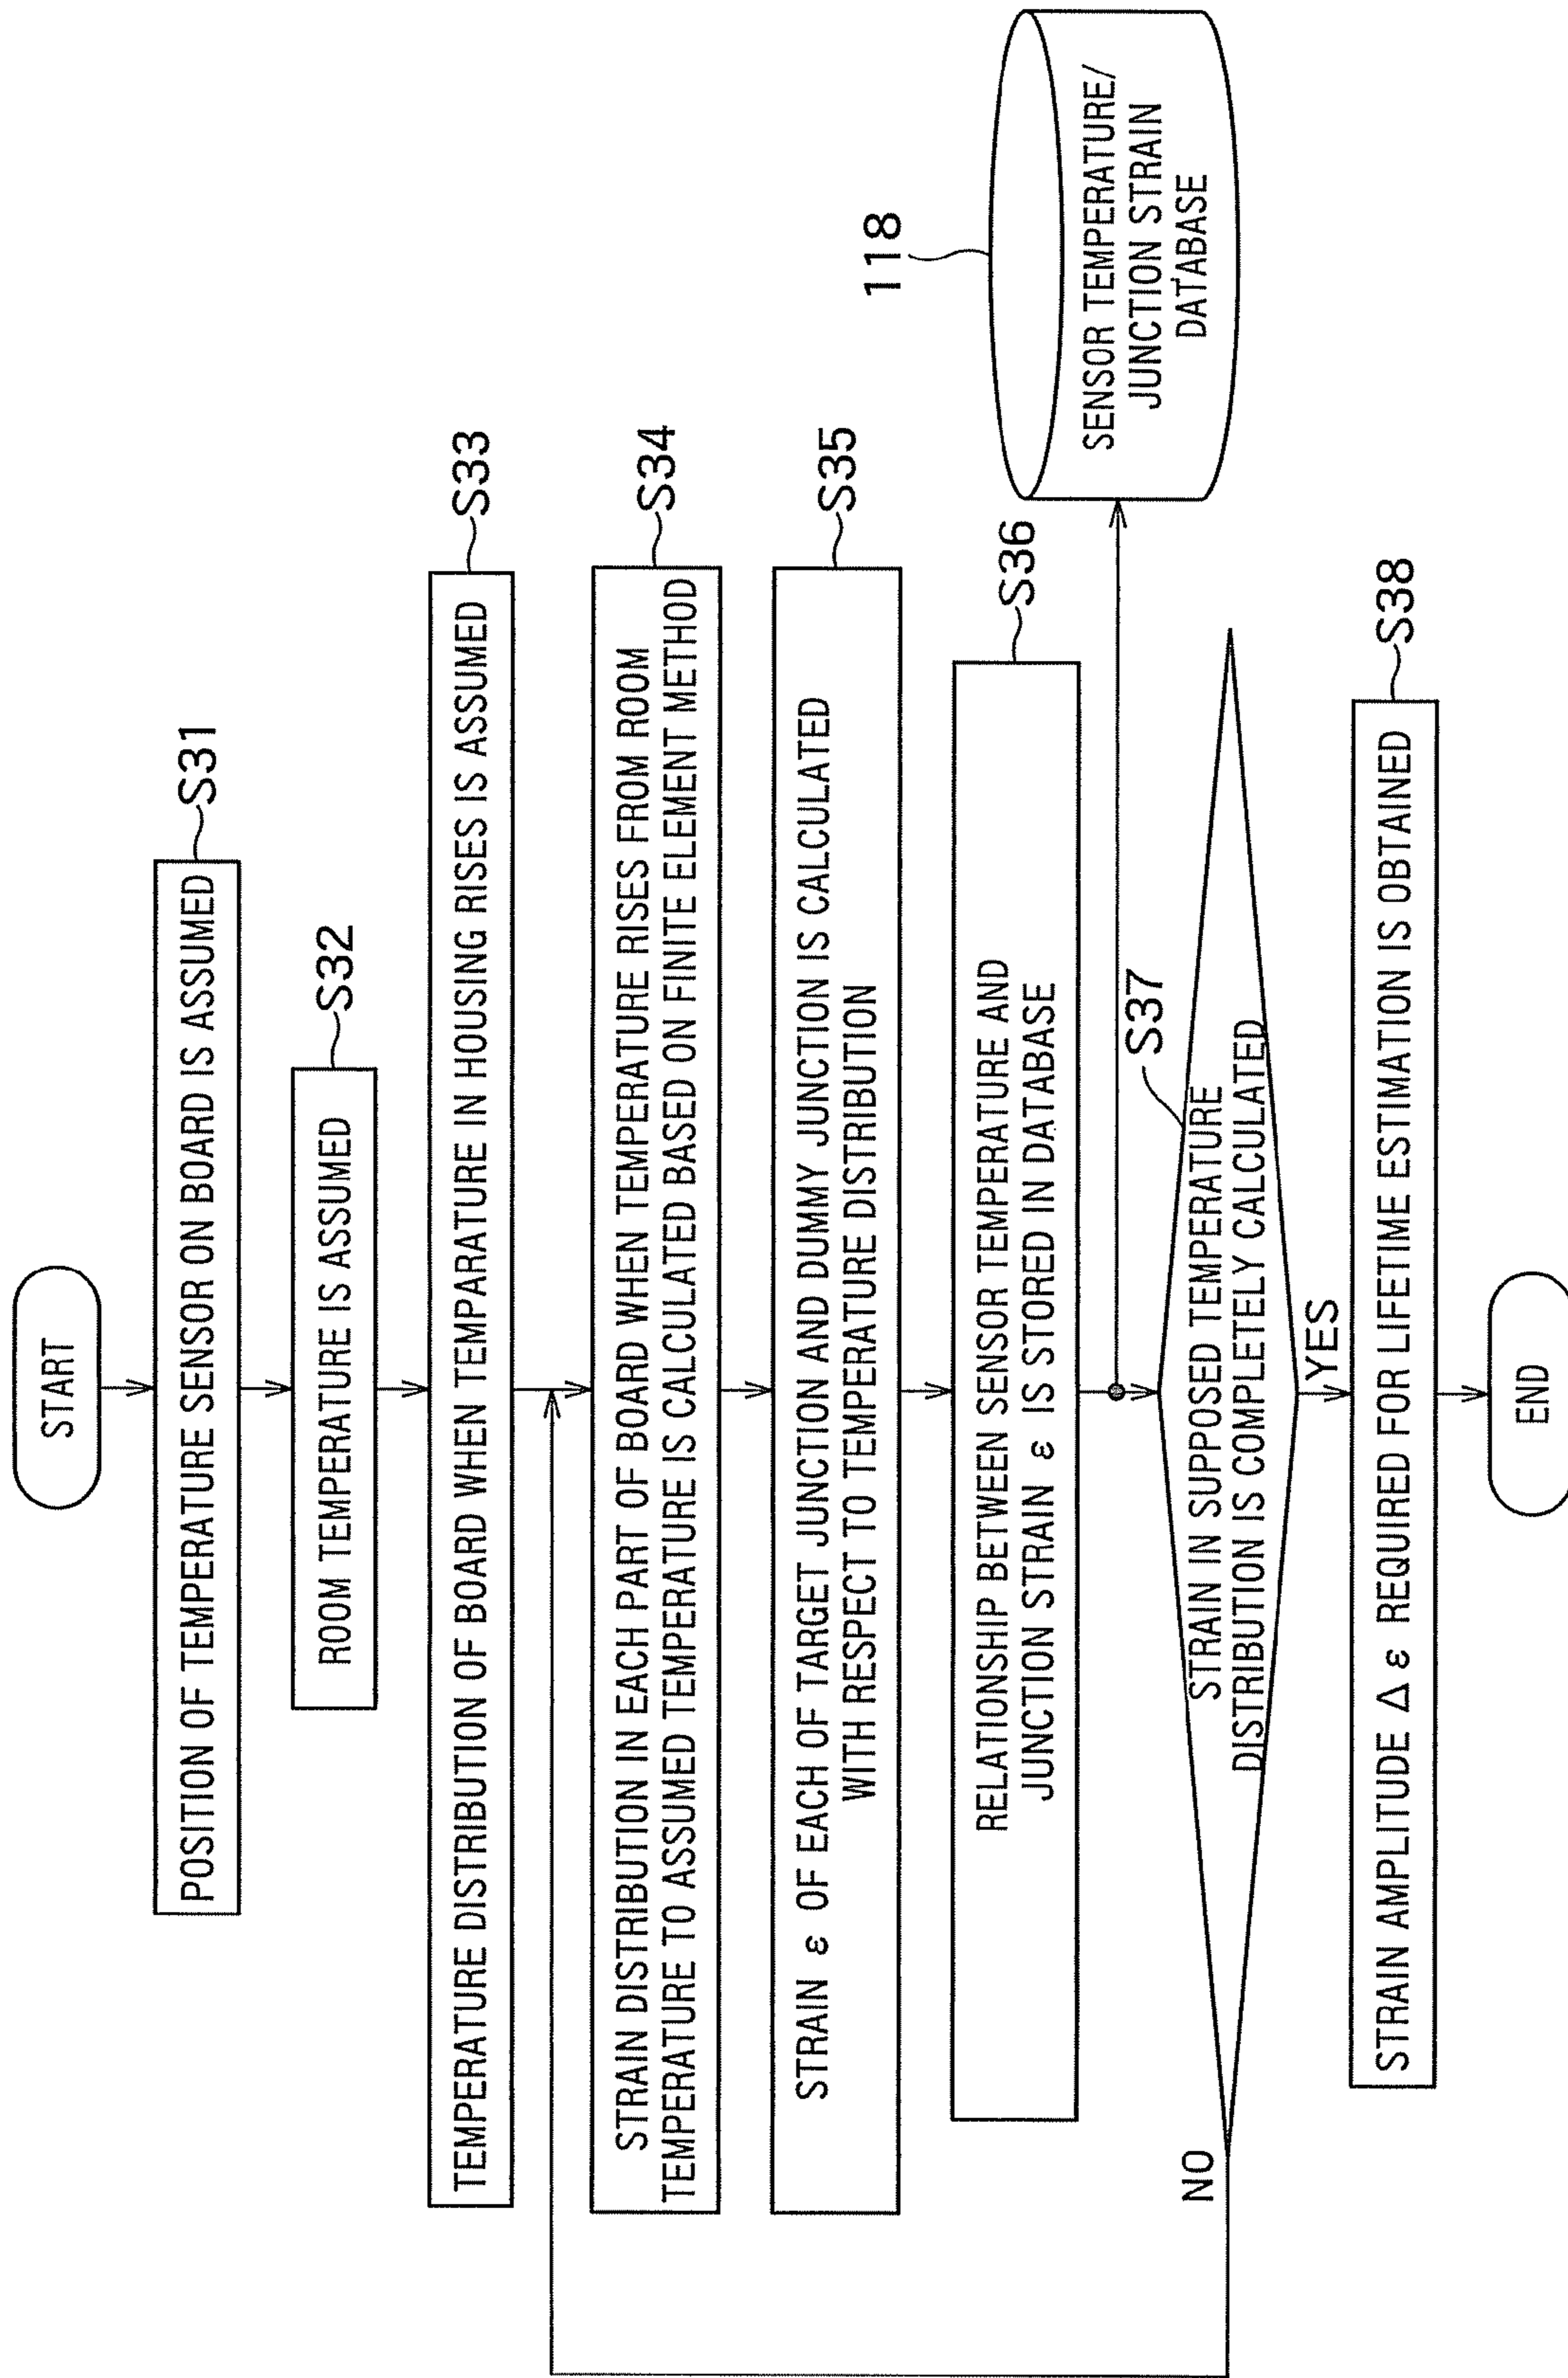 START
POSITION OF TEMPERATURE SENSOR ON BOARD IS ASSUMED
S31
ROOM TEMPERATURE IS ASSUMED
S32
TEMPERATURE DISTRIBUTION OF BOARD WHEN TEMPARATURE IN HOUSING RISES IS ASSUMED
S33
STRAIN DISTRIBUTION IN EACH PART OF BOARD WHEN TEMPERATURE RISES FROM ROOM
TEMPERATURE TO ASSUMED TEMPERATURE IS CALCULATED BASED ON FINITE ELEMENT METHOD
S34
STRAIN ε OF EACH OF TARGET JUNCTION AND DUMMY JUNCTION IS CALCULATED
WITH RESPECT TO TEMPERATURE DISTRIBUTION
S35
RELATIONSHIP BETWEEN SENSOR TEMPERATURE AND
JUNCTION STRAIN ε IS STORED IN DATABASE
S36
118
SENSOR TEMPERATURE/
JUNCTION STRAIN
DATABASE
S37
STRAIN IN SUPPOSED TEMPERATURE
DISTRIBUTION IS COMPLETELY CALCULATED
NO
YES
STRAIN AMPLITUDE Δ ε REQUIRED FOR LIFETIME ESTIMATION IS OBTAINED
S38
END